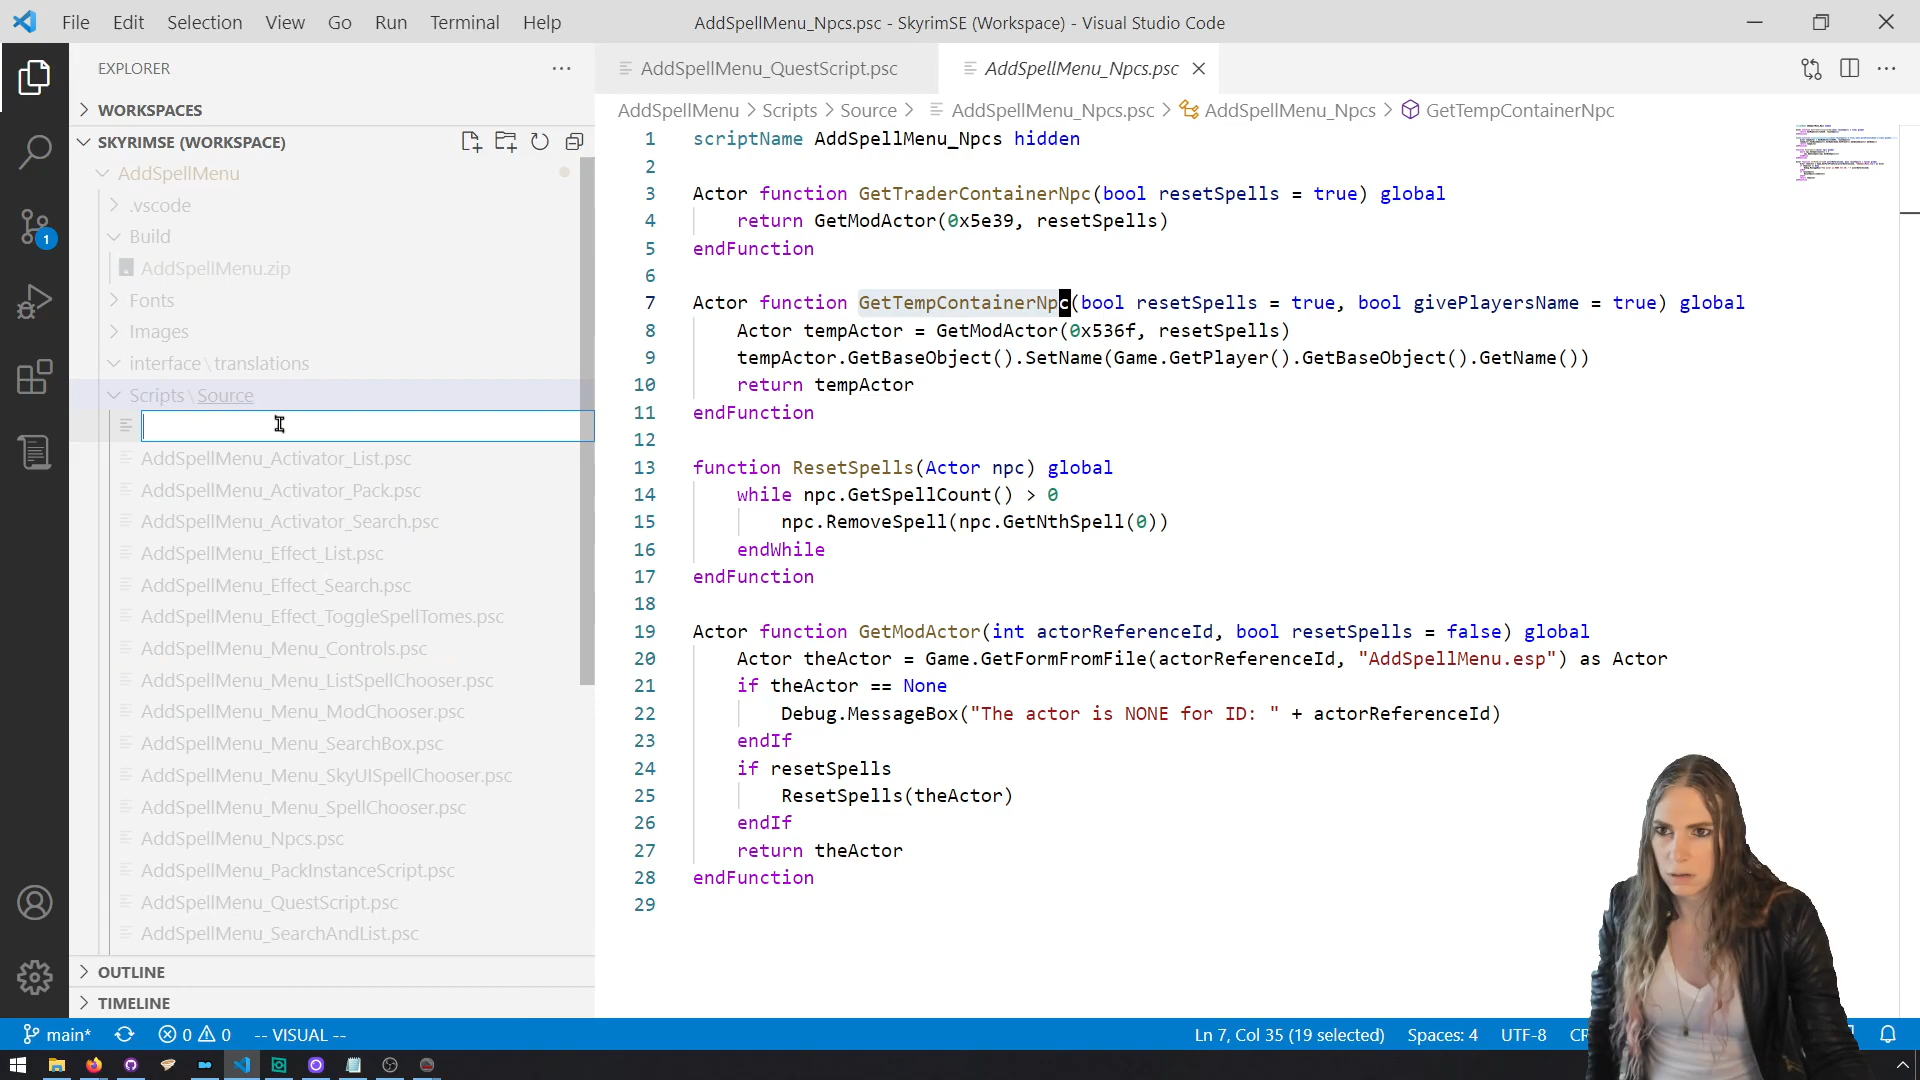 File Edit Selection View Go Run Terminal Help
AddSpellMenu_Npcs.psc - SkyrimSE (Workspace) - Visual Studio Code
EXPLORER
WORKSPACES
SKYRIMSE (WORKSPACE)
AddSpellMenu
.vscode
Build
AddSpellMenu.zip
Fonts
Images
interface\translations
Scripts\Source
AddSpellMenu_Activator_List.psc
AddSpellMenu_Activator_Pack.psc
AddSpellMenu_Activator_Search.psc
AddSpellMenu_Effect_List.psc
AddSpellMenu_Effect_Search.psc
AddSpellMenu_Effect_ToggleSpellTomes.psc
AddSpellMenu_Menu_Controls.psc
AddSpellMenu_Menu_ListSpellChooser.psc
AddSpellMenu_Menu_ModChooser.psc
AddSpellMenu_Menu_SearchBox.psc
AddSpellMenu_Menu_SkyUISpellChooser.psc
AddSpellMenu_Menu_SpellChooser.psc
AddSpellMenu_Npcs.psc
AddSpellMenu_PackInstanceScript.psc
AddSpellMenu_QuestScript.psc
AddSpellMenu_SearchAndList.psc
OUTLINE
TIMELINE
1
AddSpellMenu_QuestScript.psc AddSpellMenu_Npcs.psc
AddSpellMenu > Scripts > Source > AddSpellMenu_Npcs.psc > AddSpellMenu_Npcs > GetTempContainerNpc
1 scriptName AddSpellMenu_Npcs hidden
2
3 Actor function GetTraderContainerNpc(bool resetSpells = true) global
4 return GetModActor(0x5e39, resetSpells)
5 endFunction
6
7 Actor function GetTempContainerNpc(bool resetSpells = true, bool givePlayersName = true) global
8 Actor tempActor = GetModActor(0x536f, resetSpells)
9 tempActor.GetBaseObject().SetName(Game.GetPlayer().GetBaseObject().GetName())
10 return tempActor
11 endFunction
12
13 function ResetSpells(Actor npc) global
14 while npc.GetSpellCount() > 0
15 npc.RemoveSpell(npc.GetNthSpell(0))
16 endWhile
17 endFunction
18
19 Actor function GetModActor(int actorReferenceId, bool resetSpells = false) global
20 Actor theActor = Game.GetFormFromFile(actorReferenceId, "AddSpellMenu.esp") as Actor
21 if theActor == None
22 Debug.MessageBox("The actor is NONE for ID: " + actorReferenceId)
23 endIf
24 if resetSpells
25 ResetSpells(theActor)
26 endIf
27 return theActor
28 endFunction
29
main* 0 0 -- VISUAL -- Ln 7, Col 35 (19 selected) Spaces: 4 UTF-8